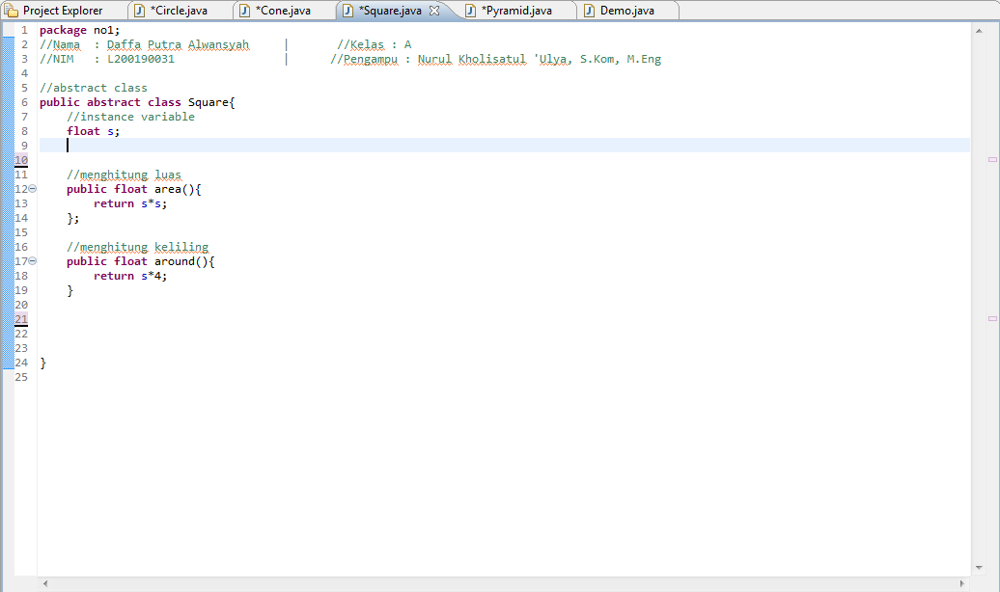 Project Explorer *Circle.java *Cone.java *Square.java *Pyramid.java Demo.java
1 package no1;
2 //Nama  : Daffa Putra Alwansyah     |       //Kelas : A
3 //NIM   : L200190031                |      //Pengampu : Nurul Kholisatul 'Ulya, S.Kom, M.Eng
4
5 //abstract class
6 public abstract class Square{
7     //instance variable
8     float s;
9
10
11     //menghitung luas
12     public float area(){
13         return s*s;
14     };
15
16     //menghitung keliling
17     public float around(){
18         return s*4;
19     }
20
21
22
23
24 }
25